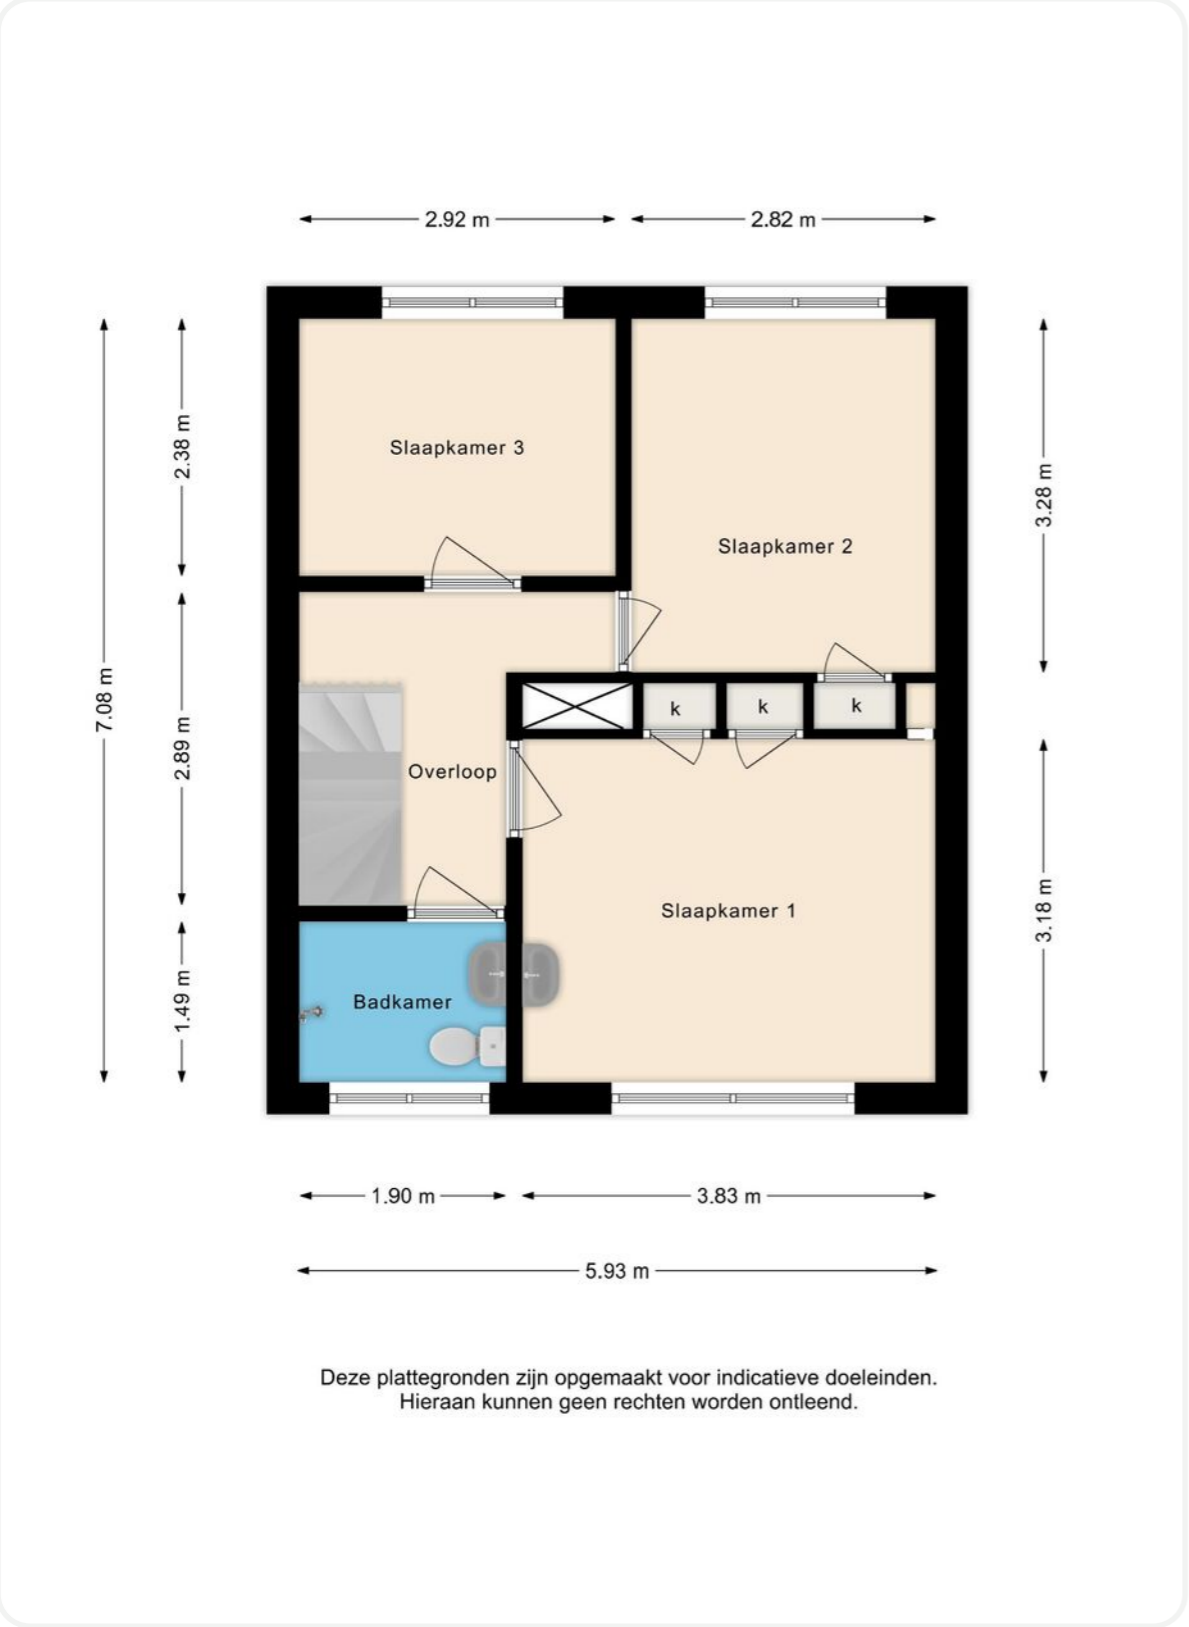 2.92 m
2.82 m
2.38 m
3.28 m
Slaapkamer 3
Slaapkamer 2
7.08 m
2.89 m
k
k
k
Overloop
Slaapkamer 1
3.18 m
Badkamer
1.49 m
1.90 m
3.83 m
5.93 m
Deze plattegronden zijn opgemaakt voor indicatieve doeleinden.
Hieraan kunnen geen rechten worden ontleend.